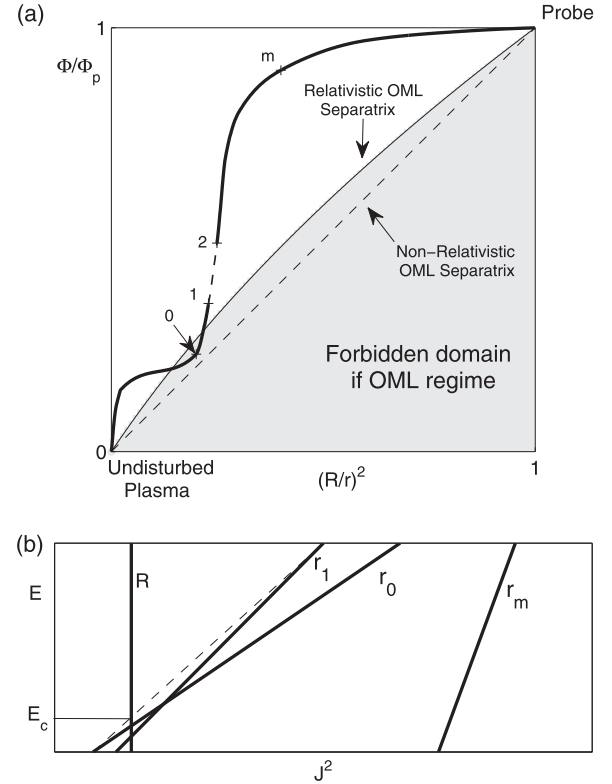 (a)
Probe
1
Φ/Φp
m
Relativistic OML
Separatrix
2
Non−Relativistic
OML Separatrix
1
0
Forbidden domain
if OML regime
0
Undisturbed
Plasma
(R/r)²
1
(b)
E
R
r₁
r₀
rₘ
E꜀
J²